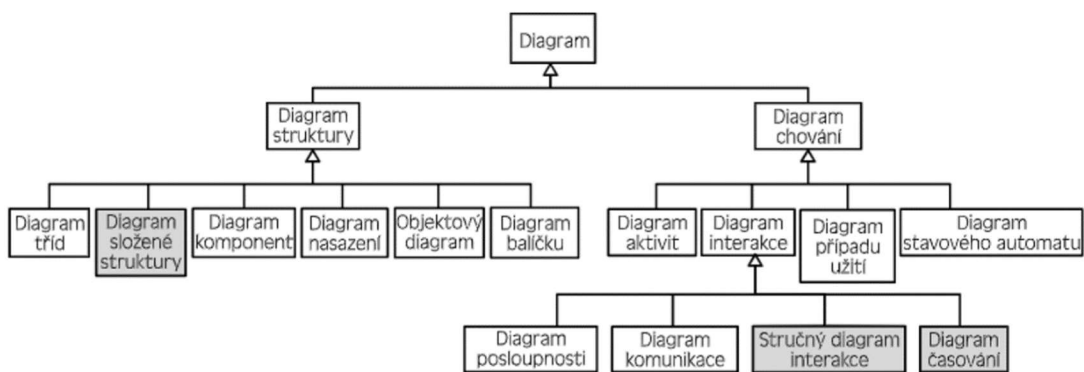 Diagram
Diagram
struktury
Diagram
chování
Diagram
tříd
Diagram
složené
struktury
Diagram
komponent
Diagram
nasazení
Objektový
diagram
Diagram
balíčku
Diagram
aktivit
Diagram
interakce
Diagram
případu
užití
Diagram
stavového automatu
Diagram
posloupnosti
Diagram
komunikace
Stručný diagram
interakce
Diagram
časování